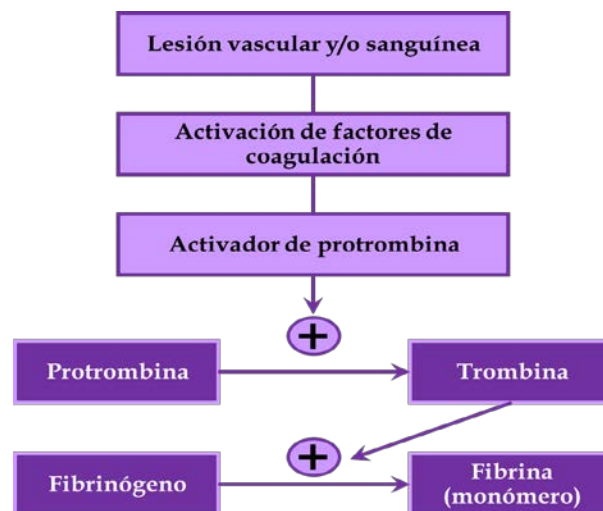 Lesión vascular y/o sanguínea
Activación de factores de
coagulación
Activador de protrombina
+
Protrombina
Trombina
+
Fibrinógeno
Fibrina
(monómero)